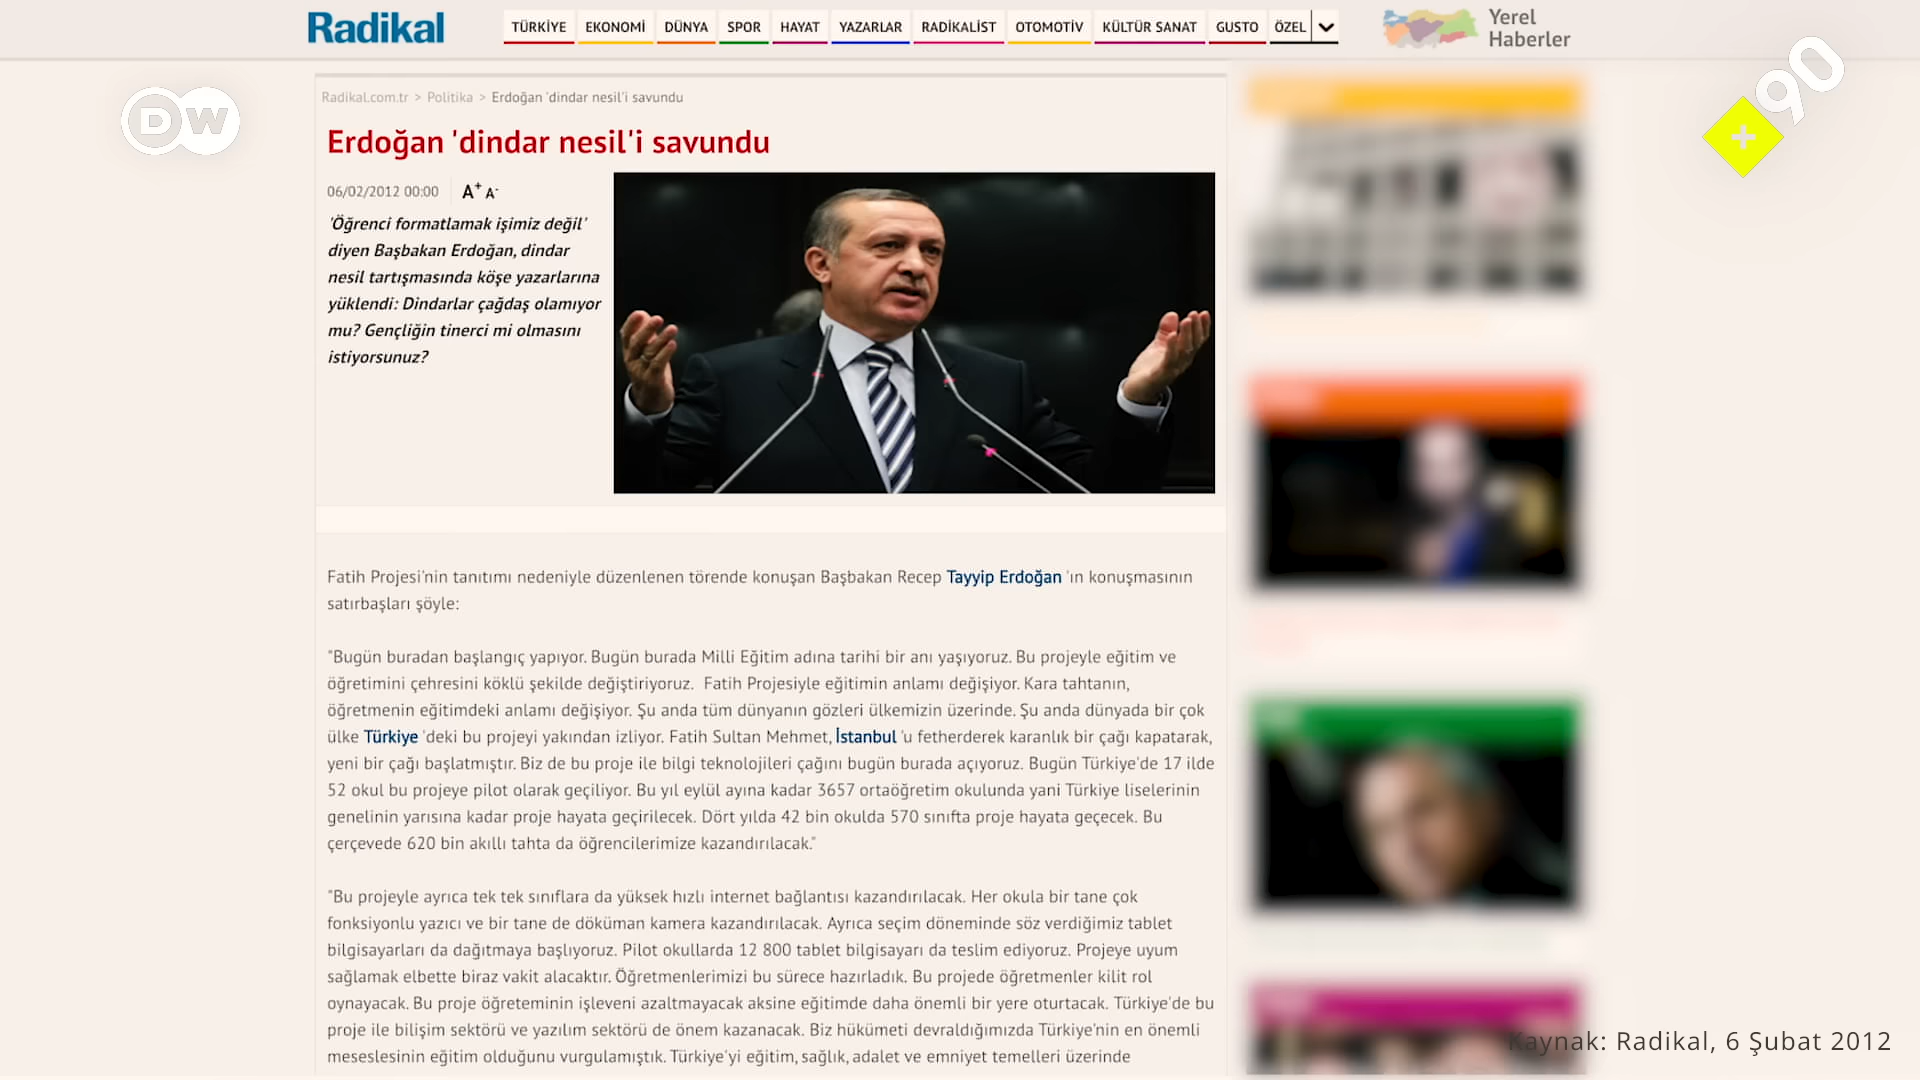 Radikal
TÜRKİYE EKONOMİ DÜNYA SPOR HAYAT YAZARLAR RADİKALİST OTOMOTİV KÜLTÜR SANAT GUSTO ÖZEL
Yerel
Haberler
DW
+90
Radikal.com.tr > Politika > Erdoğan 'dindar nesil'i savundu
Erdoğan 'dindar nesil'i savundu
06/02/2012 00:00 A+ A-
'Öğrenci formatlamak işimiz değil'
diyen Başbakan Erdoğan, dindar
nesil tartışmasında köşe yazarlarına
yüklendi: Dindarlar çağdaş olamıyor
mu? Gençliğin tinerci mi olmasını
istiyorsunuz?
Fatih Projesi'nin tanıtımı nedeniyle düzenlenen törende konuşan Başbakan Recep Tayyip Erdoğan 'ın konuşmasının
satırbaşları şöyle:
"Bugün buradan başlangıç yapıyor. Bugün burada Milli Eğitim adına tarihi bir anı yaşıyoruz. Bu projeyle eğitim ve
öğretimini çehresini köklü şekilde değiştiriyoruz. Fatih Projesiyle eğitimin anlamı değişiyor. Kara tahtanın,
öğretmenin eğitimdeki anlamı değişiyor. Şu anda tüm dünyanın gözleri ülkemizin üzerinde. Şu anda dünyada bir çok
ülke Türkiye 'deki bu projeyi yakından izliyor. Fatih Sultan Mehmet, İstanbul 'u fetherderek karanlık bir çağı kapatarak,
yeni bir çağı başlatmıştır. Biz de bu proje ile bilgi teknolojileri çağını bugün burada açıyoruz. Bugün Türkiye'de 17 ilde
52 okul bu projeye pilot olarak geçiliyor. Bu yıl eylül ayına kadar 3657 ortaöğretim okulunda yani Türkiye liselerinin
genelinin yarısına kadar proje hayata geçirilecek. Dört yılda 42 bin okulda 570 sınıfta proje hayata geçecek. Bu
çerçevede 620 bin akıllı tahta da öğrencilerimize kazandırılacak."
"Bu projeyle ayrıca tek tek sınıflara da yüksek hızlı internet bağlantısı kazandırılacak. Her okula bir tane çok
fonksiyonlu yazıcı ve bir tane de döküman kamera kazandırılacak. Ayrıca seçim döneminde söz verdiğimiz tablet
bilgisayarları da dağıtmaya başlıyoruz. Pilot okullarda 12 800 tablet bilgisayarı da teslim ediyoruz. Projeye uyum
sağlamak elbette biraz vakit alacaktır. Öğretmenlerimizi bu sürece hazırladık. Bu projede öğretmenler kilit rol
oynayacak. Bu proje öğreteminin işleveni azaltmayacak aksine eğitimde daha önemli bir yere oturtacak. Türkiye'de bu
proje ile bilişim sektörü ve yazılım sektörü de önem kazanacak. Biz hükümeti devraldığımızda Türkiye'nin en önemli
meseslesinin eğitim olduğunu vurgulamıştık. Türkiye'yi eğitim, sağlık, adalet ve emniyet temelleri üzerinde
Kaynak: Radikal, 6 Şubat 2012